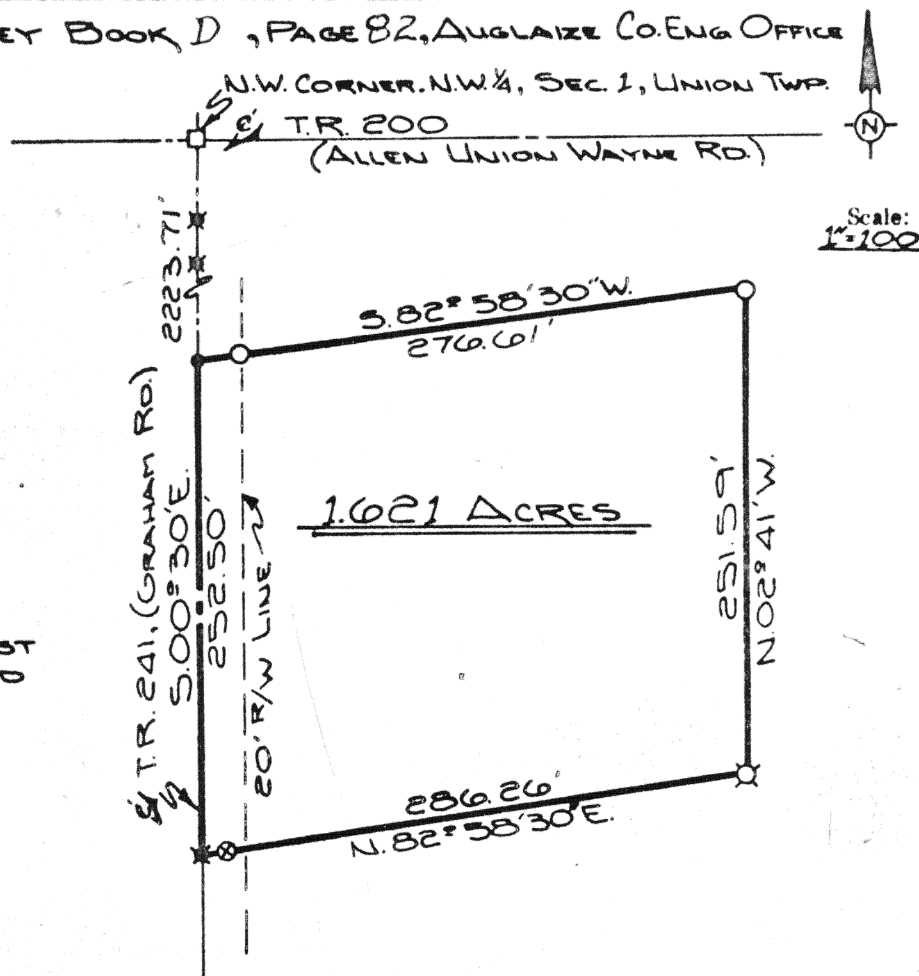 EY BOOK D , PAGE 82, AUGLAIZE CO. ENG OFFICE
N.W. CORNER. N.W. ¼, SEC. 1, UNION TWP.
T.R. 200
(ALLEN UNION WAYNE RD.)
N
Scale:
1"=100
2223.71'
S.82° 58' 30"W.
276.61'
T.R. 241, (GRAHAM RD.)
S.00° 30' E.
252.50'
20' R/W LINE
1.621 ACRES
251.59'
N.02° 41' W.
286.26'
N.82° 58' 30" E.